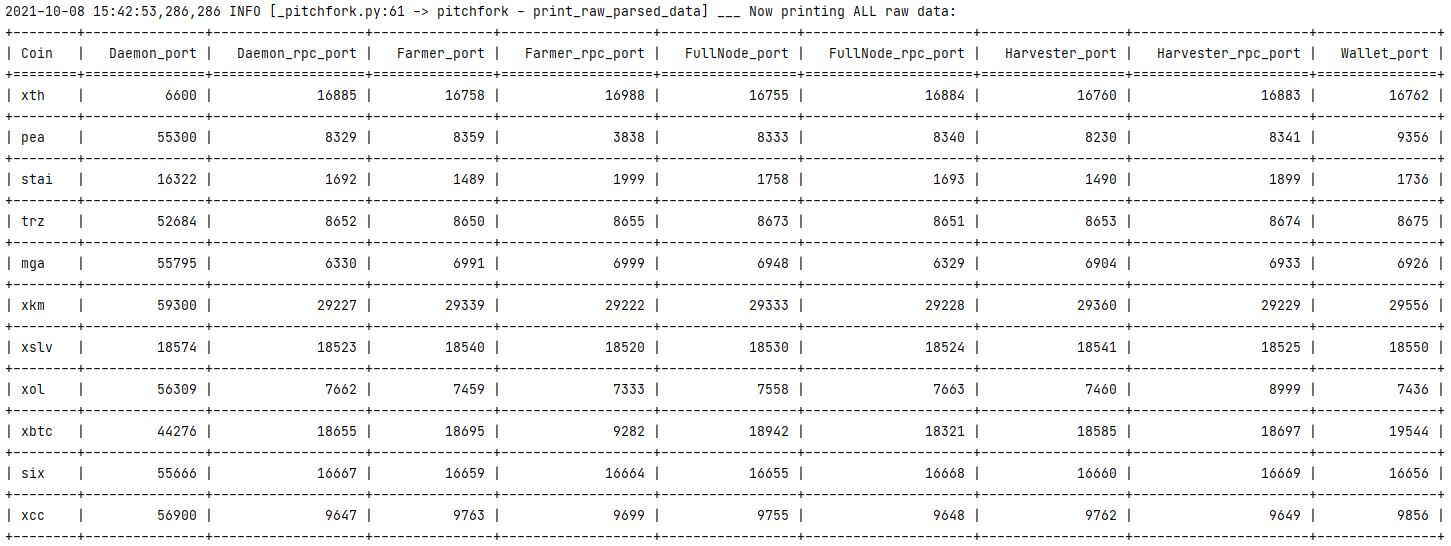 2021-10-08 15:42:53,286,286 INFO [_pitchfork.py:61 -> pitchfork - print_raw_parsed_data] ___ Now printing ALL raw data:
+--------+---------------+-------------------+---------------+-------------------+-----------------+---------------------+------------------+----------------------+---------------+
| Coin   |   Daemon_port |   Daemon_rpc_port |   Farmer_port |   Farmer_rpc_port |   FullNode_port |   FullNode_rpc_port |   Harvester_port |   Harvester_rpc_port |   Wallet_port |
+========+===============+===================+===============+===================+=================+=====================+==================+======================+===============+
| xth    |          6600 |             16885 |         16758 |             16988 |           16755 |               16884 |            16760 |                16883 |         16762 |
+--------+---------------+-------------------+---------------+-------------------+-----------------+---------------------+------------------+----------------------+---------------+
| pea    |         55300 |              8329 |          8359 |              3838 |            8333 |                8340 |             8230 |                 8341 |          9356 |
+--------+---------------+-------------------+---------------+-------------------+-----------------+---------------------+------------------+----------------------+---------------+
| stai   |         16322 |              1692 |          1489 |              1999 |            1758 |                1693 |             1490 |                 1899 |          1736 |
+--------+---------------+-------------------+---------------+-------------------+-----------------+---------------------+------------------+----------------------+---------------+
| trz    |         52684 |              8652 |          8650 |              8655 |            8673 |                8651 |             8653 |                 8674 |          8675 |
+--------+---------------+-------------------+---------------+-------------------+-----------------+---------------------+------------------+----------------------+---------------+
| mga    |         55795 |              6330 |          6991 |              6999 |            6948 |                6329 |             6904 |                 6933 |          6926 |
+--------+---------------+-------------------+---------------+-------------------+-----------------+---------------------+------------------+----------------------+---------------+
| xkm    |         59300 |             29227 |         29339 |             29222 |           29333 |               29228 |            29360 |                29229 |         29556 |
+--------+---------------+-------------------+---------------+-------------------+-----------------+---------------------+------------------+----------------------+---------------+
| xslv   |         18574 |             18523 |         18540 |             18520 |           18530 |               18524 |            18541 |                18525 |         18550 |
+--------+---------------+-------------------+---------------+-------------------+-----------------+---------------------+------------------+----------------------+---------------+
| xol    |         56309 |              7662 |          7459 |              7333 |            7558 |                7663 |             7460 |                 8999 |          7436 |
+--------+---------------+-------------------+---------------+-------------------+-----------------+---------------------+------------------+----------------------+---------------+
| xbtc   |         44276 |             18655 |         18695 |              9282 |           18942 |               18321 |            18585 |                18697 |         19544 |
+--------+---------------+-------------------+---------------+-------------------+-----------------+---------------------+------------------+----------------------+---------------+
| six    |         55666 |             16667 |         16659 |             16664 |           16655 |               16668 |            16660 |                16669 |         16656 |
+--------+---------------+-------------------+---------------+-------------------+-----------------+---------------------+------------------+----------------------+---------------+
| xcc    |         56900 |              9647 |          9763 |              9699 |            9755 |                9648 |             9762 |                 9649 |          9856 |
+--------+---------------+-------------------+---------------+-------------------+-----------------+---------------------+------------------+----------------------+---------------+